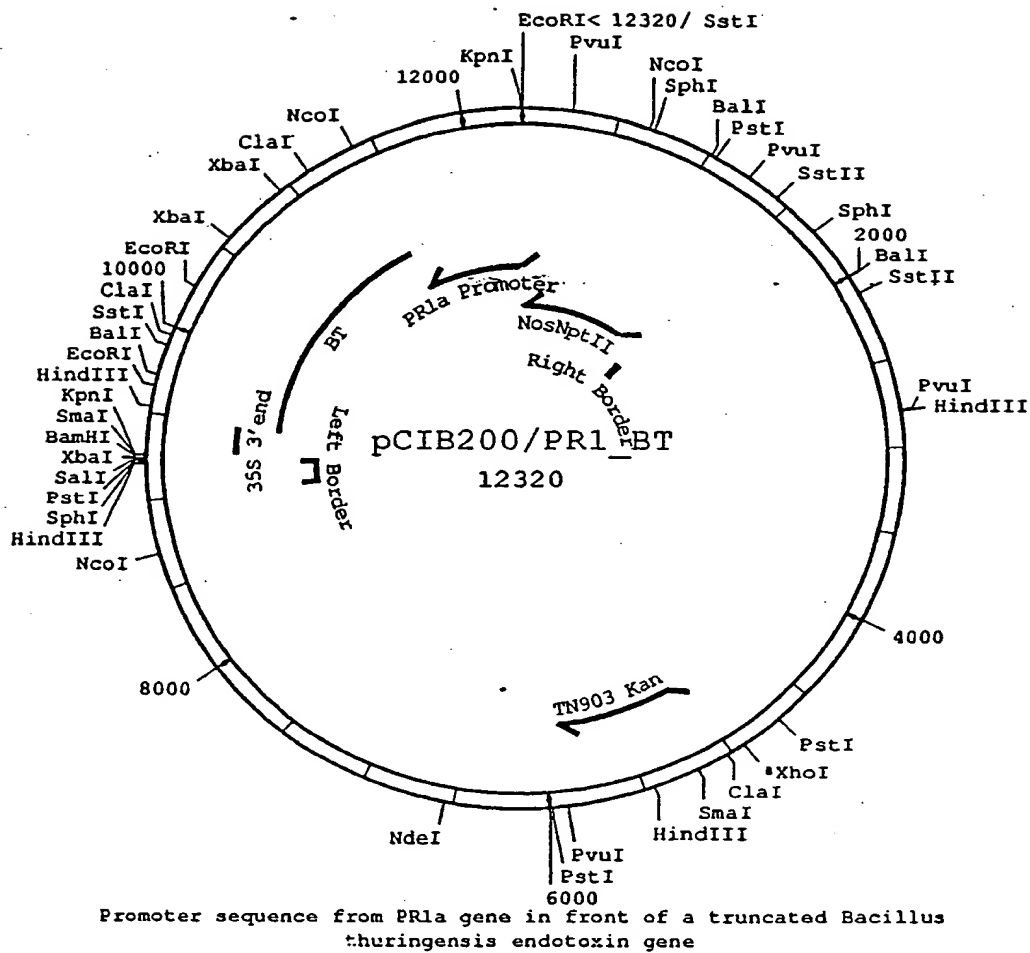 EcoRI< 12320/ SstI
PvuI
KpnI
12000
NcoI
SphI
BalI
PstI
PvuI
SstII
SphI
2000
BalI
SstII
PvuI
HindIII
4000
PstI
XhoI
ClaI
SmaI
HindIII
PvuI
PstI
6000
NdeI
8000
NcoI
HindIII
SphI
PstI
SalI
XbaI
BamHI
SmaI
KpnI
HindIII
EcoRI
BalI
SstI
ClaI
10000
EcoRI
XbaI
XbaI
ClaI
NcoI
PR1a Promoter
NosNptII
Right Border
BT
35S 3'end
Left Border
pCIB200/PR1_BT
12320
TN903 Kan
Promoter sequence from PR1a gene in front of a truncated Bacillus
thuringensis endotoxin gene